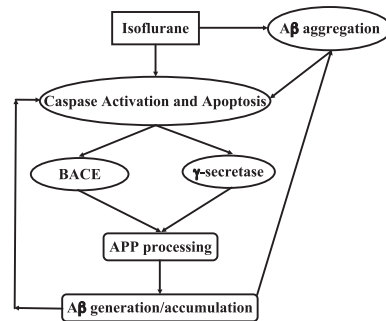 Isoflurane
Aβ aggregation
Caspase Activation and Apoptosis
BACE
γ-secretase
APP processing
Aβ generation/accumulation